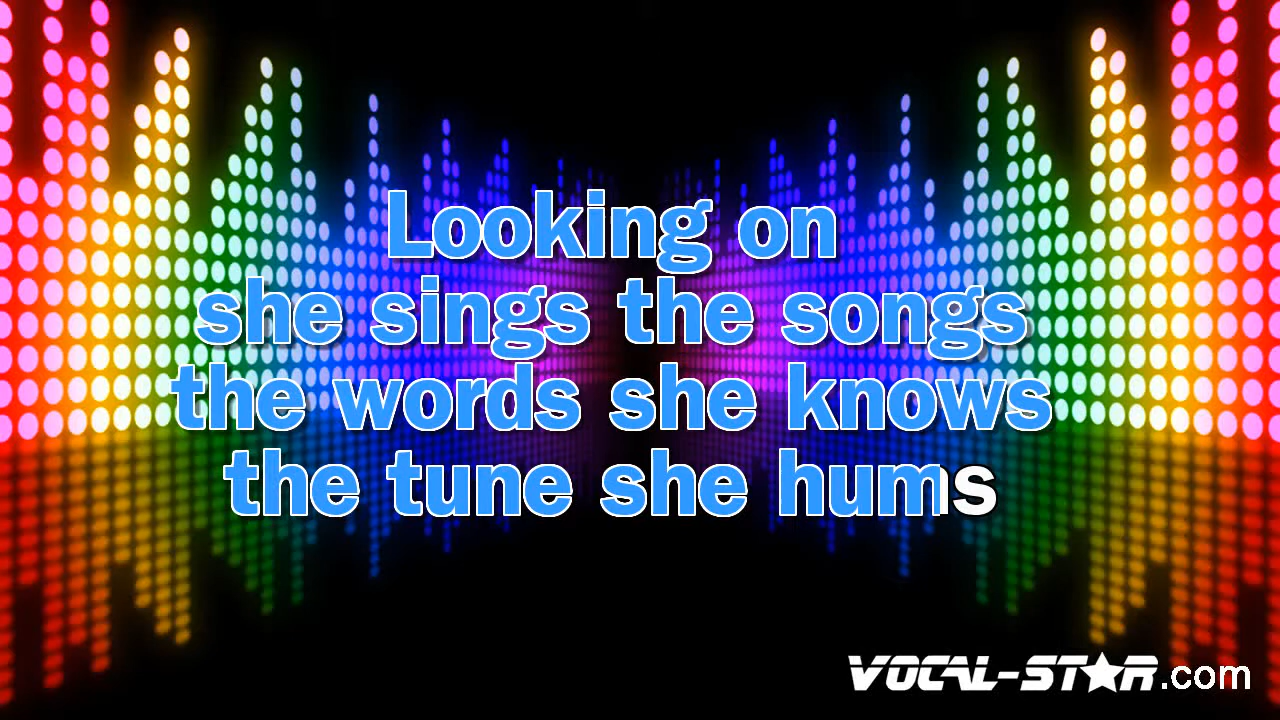 Looking on
she sings the songs
the words she knows
the tune she hums
VOCAL-STAR.com